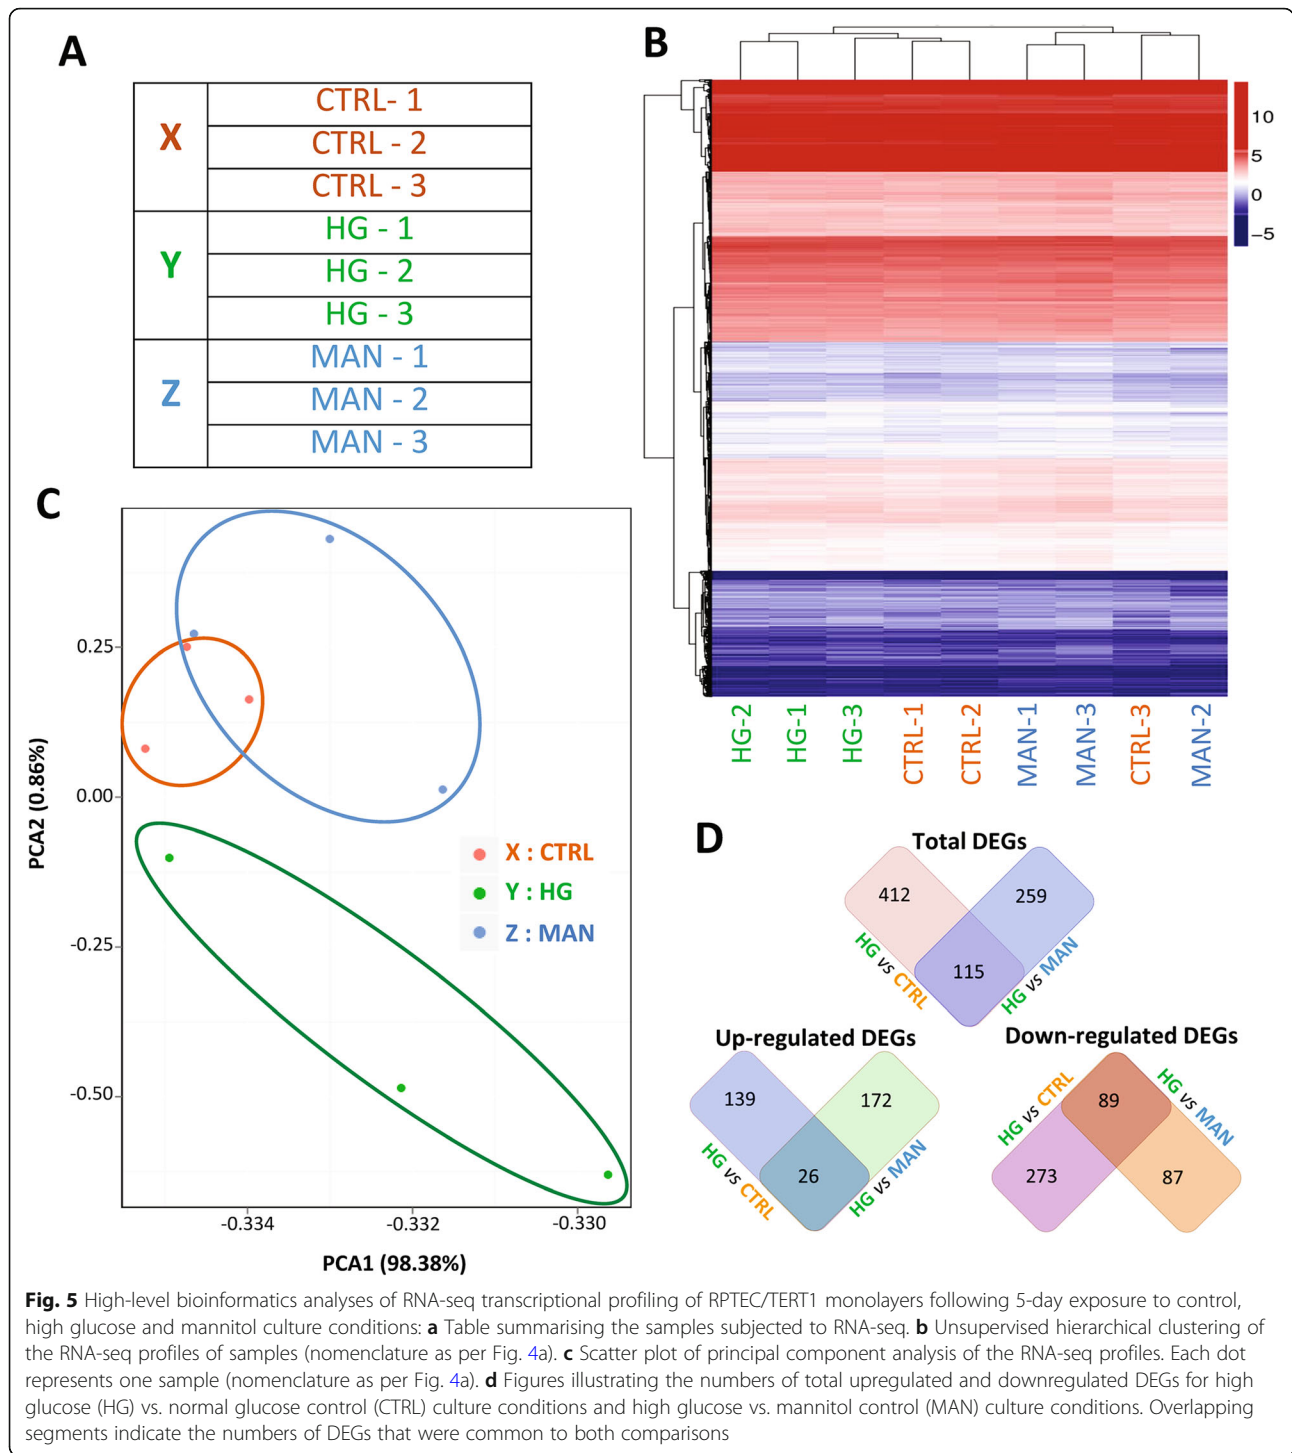 A
X
CTRL- 1
CTRL - 2
CTRL - 3
Y
HG - 1
HG - 2
HG - 3
Z
MAN - 1
MAN - 2
MAN - 3
B
10
5
0
−5
HG-2
HG-1
HG-3
CTRL-1
CTRL-2
MAN-1
MAN-3
CTRL-3
MAN-2
C
PCA2 (0.86%)
0.25
0.00
-0.25
-0.50
X : CTRL
Y : HG
Z : MAN
-0.334
-0.332
-0.330
PCA1 (98.38%)
D
Total DEGs
412
259
115
HG vs CTRL
HG vs MAN
Up-regulated DEGs
139
172
26
HG vs CTRL
HG vs MAN
Down-regulated DEGs
HG vs CTRL
HG vs MAN
89
273
87
Fig. 5 High-level bioinformatics analyses of RNA-seq transcriptional profiling of RPTEC/TERT1 monolayers following 5-day exposure to control,
high glucose and mannitol culture conditions: a Table summarising the samples subjected to RNA-seq. b Unsupervised hierarchical clustering of
the RNA-seq profiles of samples (nomenclature as per Fig. 4a). c Scatter plot of principal component analysis of the RNA-seq profiles. Each dot
represents one sample (nomenclature as per Fig. 4a). d Figures illustrating the numbers of total upregulated and downregulated DEGs for high
glucose (HG) vs. normal glucose control (CTRL) culture conditions and high glucose vs. mannitol control (MAN) culture conditions. Overlapping
segments indicate the numbers of DEGs that were common to both comparisons